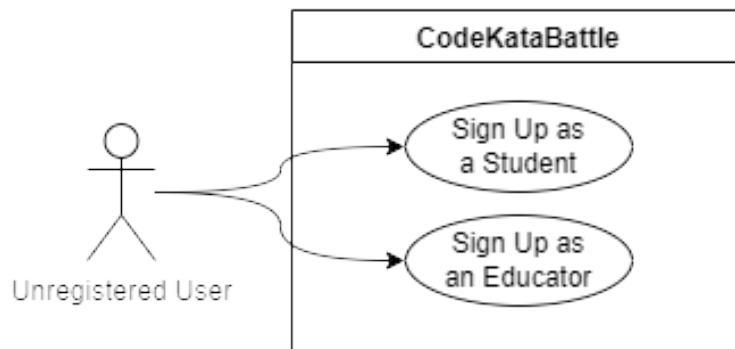 CodeKataBattle
Sign Up as
a Student
Unregistered User
Sign Up as
an Educator